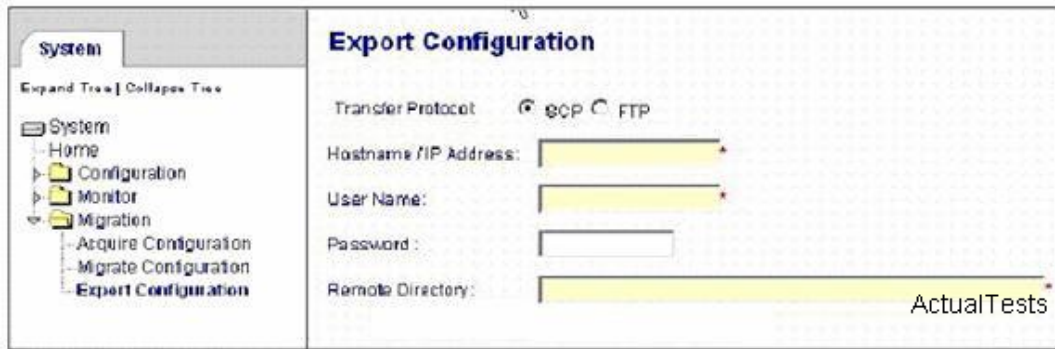 System
Expand Tree | Collapse Tree
System
Home
Configuration
Monitor
Migration
Acquire Configuration
Migrate Configuration
Export Configuration
Export Configuration
Transfer Protocol: SCP FTP
Hostname / IP Address: *
User Name: *
Password :
Remote Directory: *
ActualTests